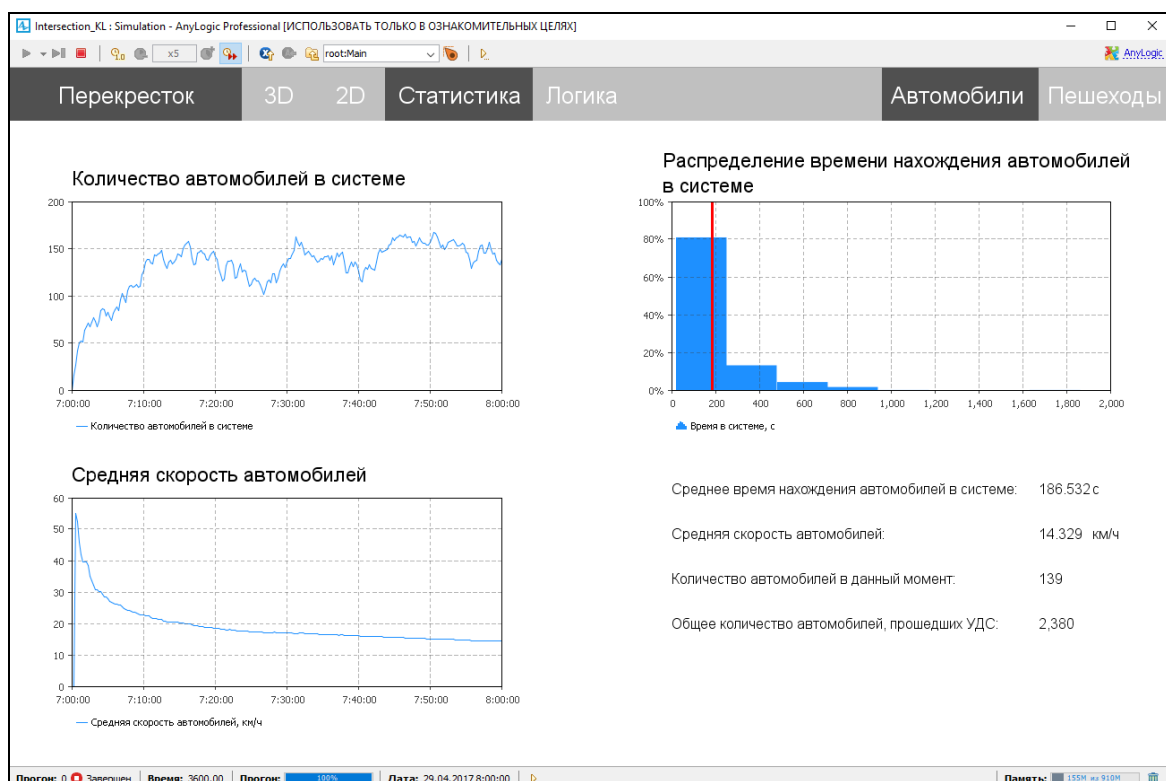 Intersection_KL : Simulation - AnyLogic Professional [ИСПОЛЬЗОВАТЬ ТОЛЬКО В ОЗНАКОМИТЕЛЬНЫХ ЦЕЛЯХ]
x5 root:Main AnyLogic
Перекресток 3D 2D Статистика Логика Автомобили Пешеходы
Количество автомобилей в системе
200
150
100
50
0
7:00:00 7:10:00 7:20:00 7:30:00 7:40:00 7:50:00 8:00:00
Количество автомобилей в системе
Распределение времени нахождения автомобилей
в системе
100%
80%
60%
40%
20%
0%
0 200 400 600 800 1,000 1,200 1,400 1,600 1,800 2,000
Время в системе, с
Средняя скорость автомобилей
60
50
40
30
20
10
0
7:00:00 7:10:00 7:20:00 7:30:00 7:40:00 7:50:00 8:00:00
Средняя скорость автомобилей, км/ч
Среднее время нахождения автомобилей в системе: 186.532 с
Средняя скорость автомобилей: 14.329 км/ч
Количество автомобилей в данный момент: 139
Общее количество автомобилей, прошедших УДС: 2,380
Прогон: 0 Завершен Время: 3600.00 Прогон: 100% Дата: 29.04.2017 8:00:00 Память: 155M из 910M